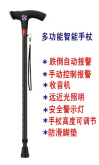 多功能智能手杖
★跌倒自动报警
★手动控制报警
★收音机
★远近光照明
★安全警示灯
★手杖高度可调节
★防滑脚垫